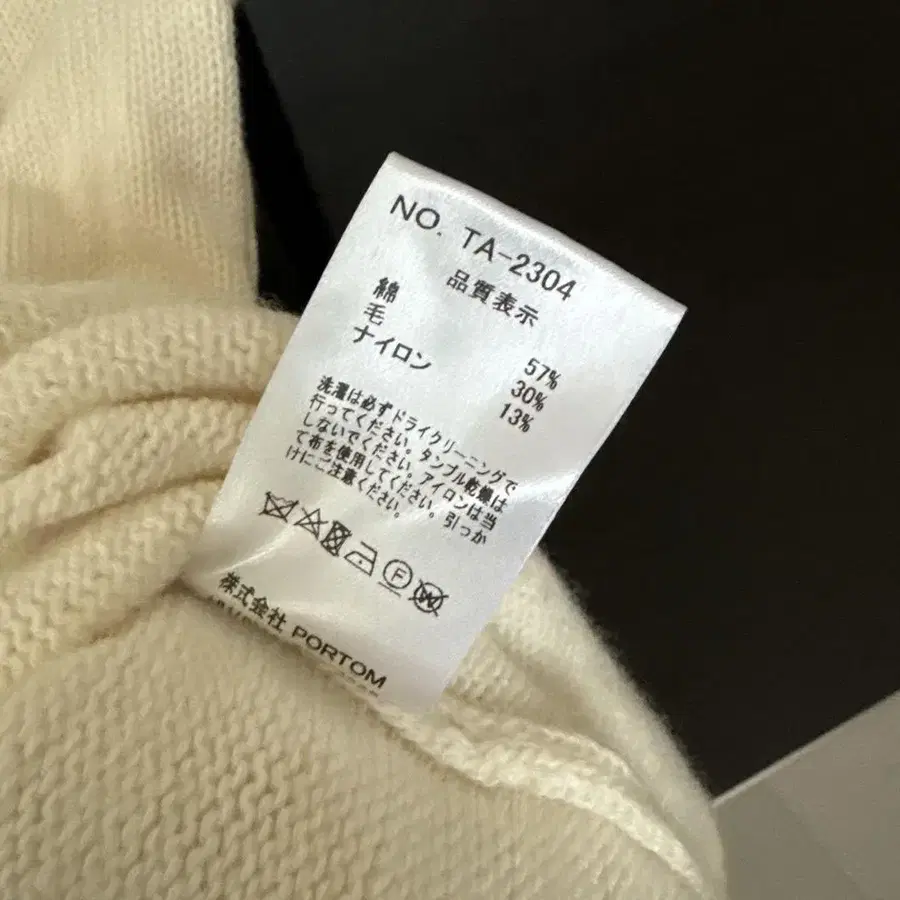 NO. TA-2304
品質表示
綿 57%
毛 30%
ナイロン 13%
洗濯は必ずドライクリーニングで
行ってください。タンブル乾燥は
しないでください。アイロンは当
て布を使用してください。引っか
けにご注意ください。
F
W
株式会社 PORTOM